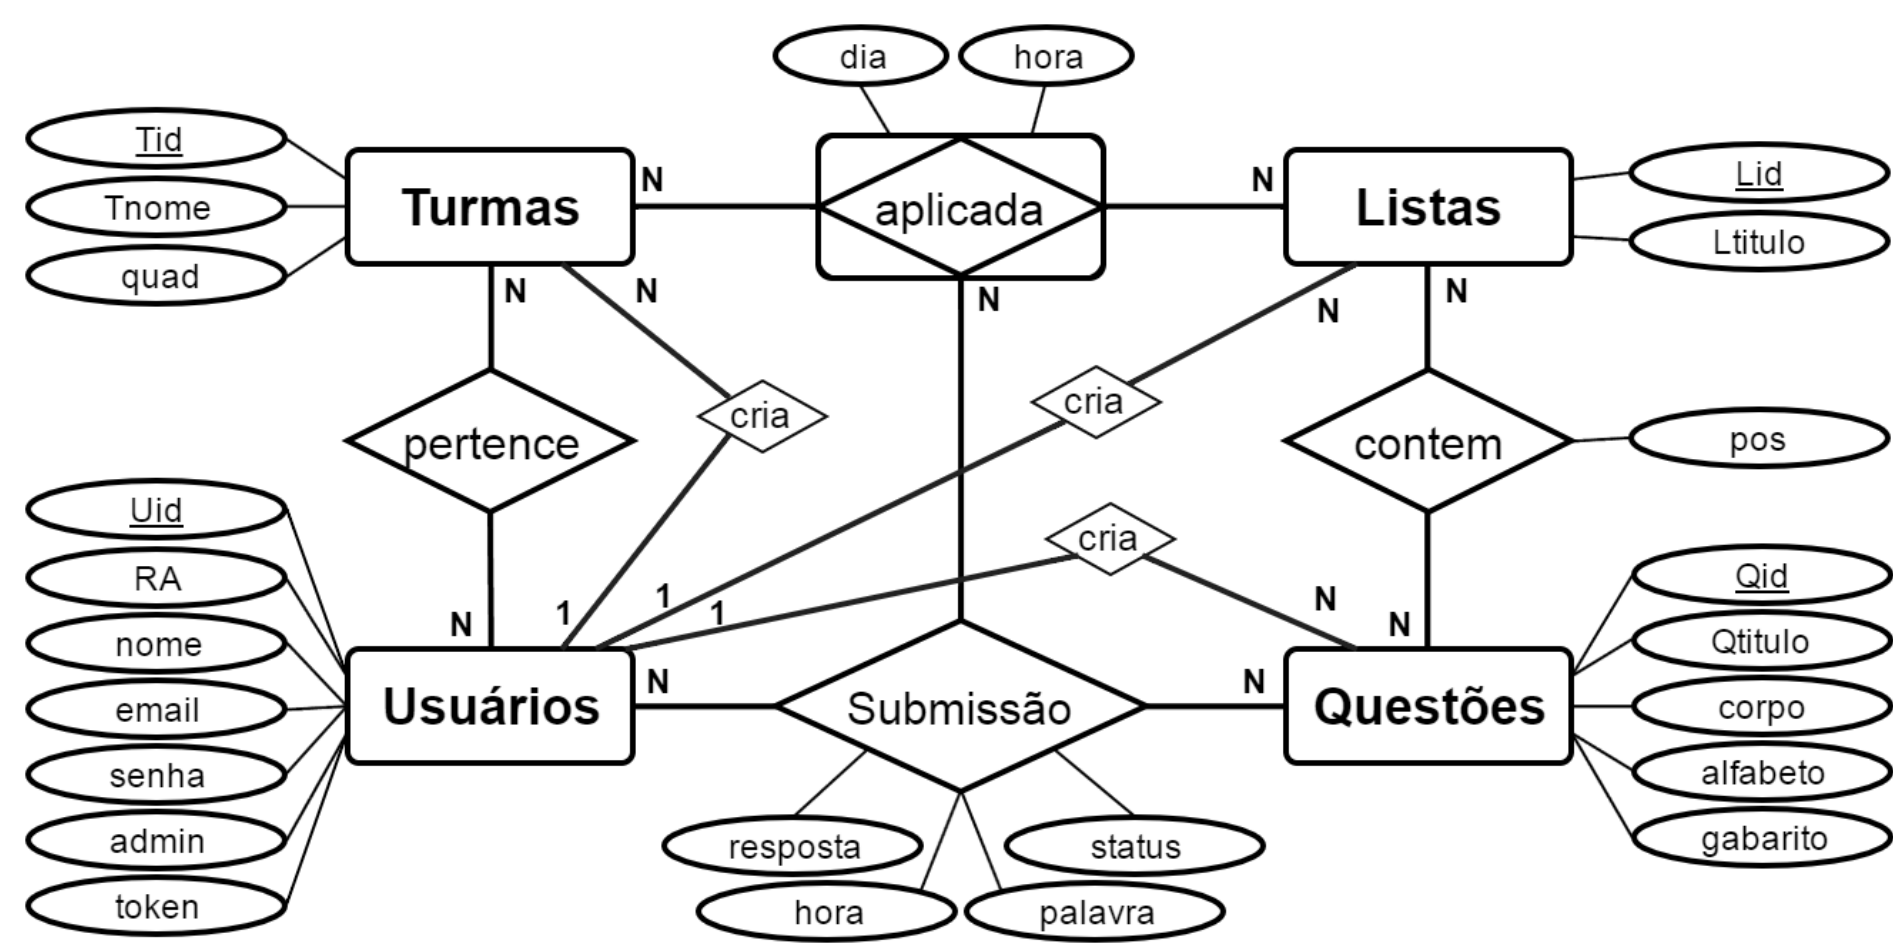 dia
hora
Tid
Tnome
quad
Turmas
N
aplicada
N
Listas
Lid
Ltitulo
N
N
N
N
N
pertence
cria
cria
contem
pos
cria
Uid
RA
nome
email
senha
admin
token
N
1
1
1
N
N
Usuários
N
Submissão
N
Questões
Qid
Qtitulo
corpo
alfabeto
gabarito
resposta
status
hora
palavra